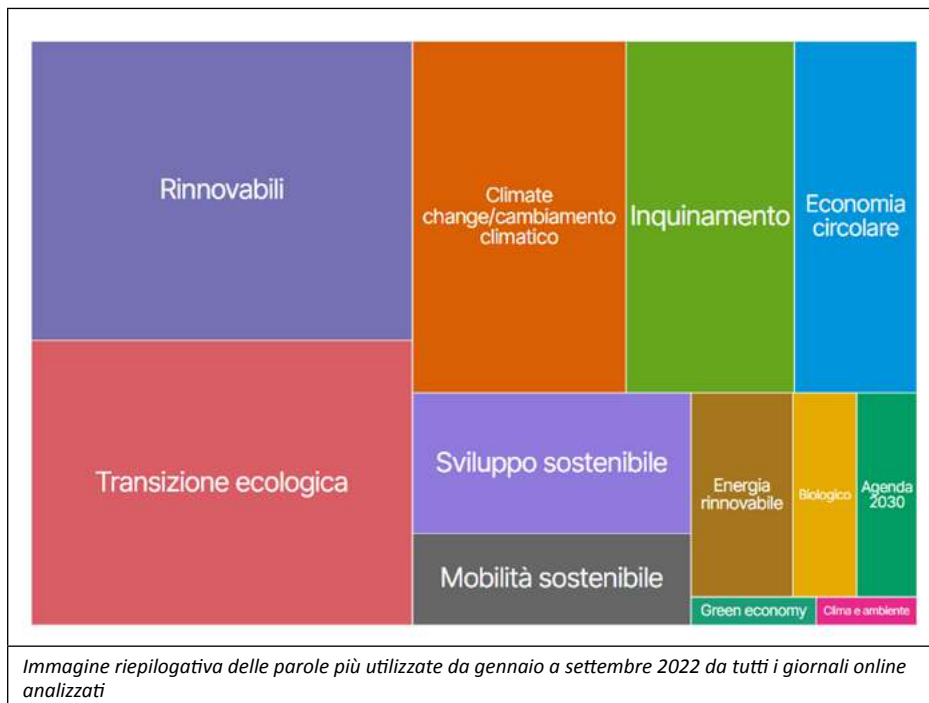 Rinnovabili
Climate
change/cambiamento
climatico
Inquinamento
Economia
circolare
Transizione ecologica
Sviluppo sostenibile
Mobilità sostenibile
Energia
rinnovabile
Biologico
Agenda
2030
Green economy
Clima e ambiente
Immagine riepilogativa delle parole più utilizzate da gennaio a settembre 2022 da tutti i giornali online
analizzati